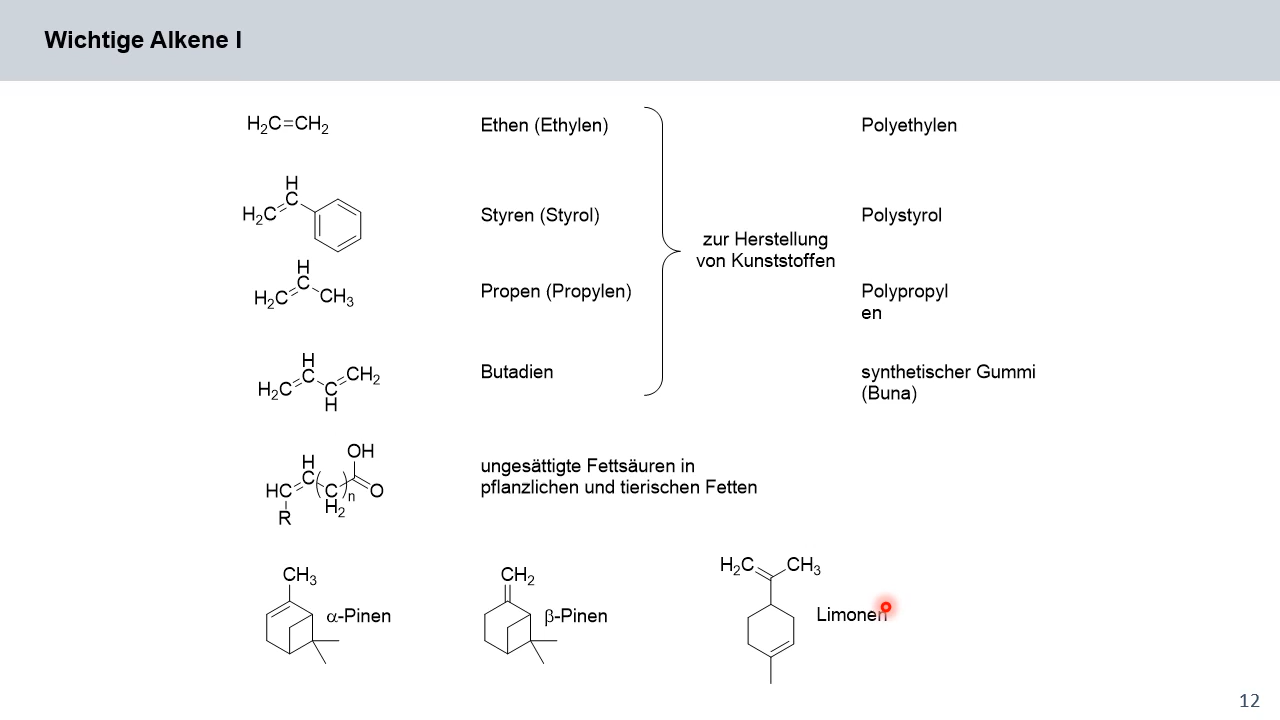 Wichtige Alkene I
H₂C=CH₂ Ethen (Ethylen) Polyethylen
H
H₂C C Styren (Styrol) Polystyrol
zur Herstellung
von Kunststoffen
H
H₂C C CH₃ Propen (Propylen) Polypropyl
en
H
H₂C C C CH₂ Butadien synthetischer Gummi
H (Buna)
OH
H
HC C ( C )n O ungesättigte Fettsäuren in
H₂ pflanzlichen und tierischen Fetten
R
H₂C CH₃
CH₃ CH₂
α-Pinen β-Pinen Limonen
12